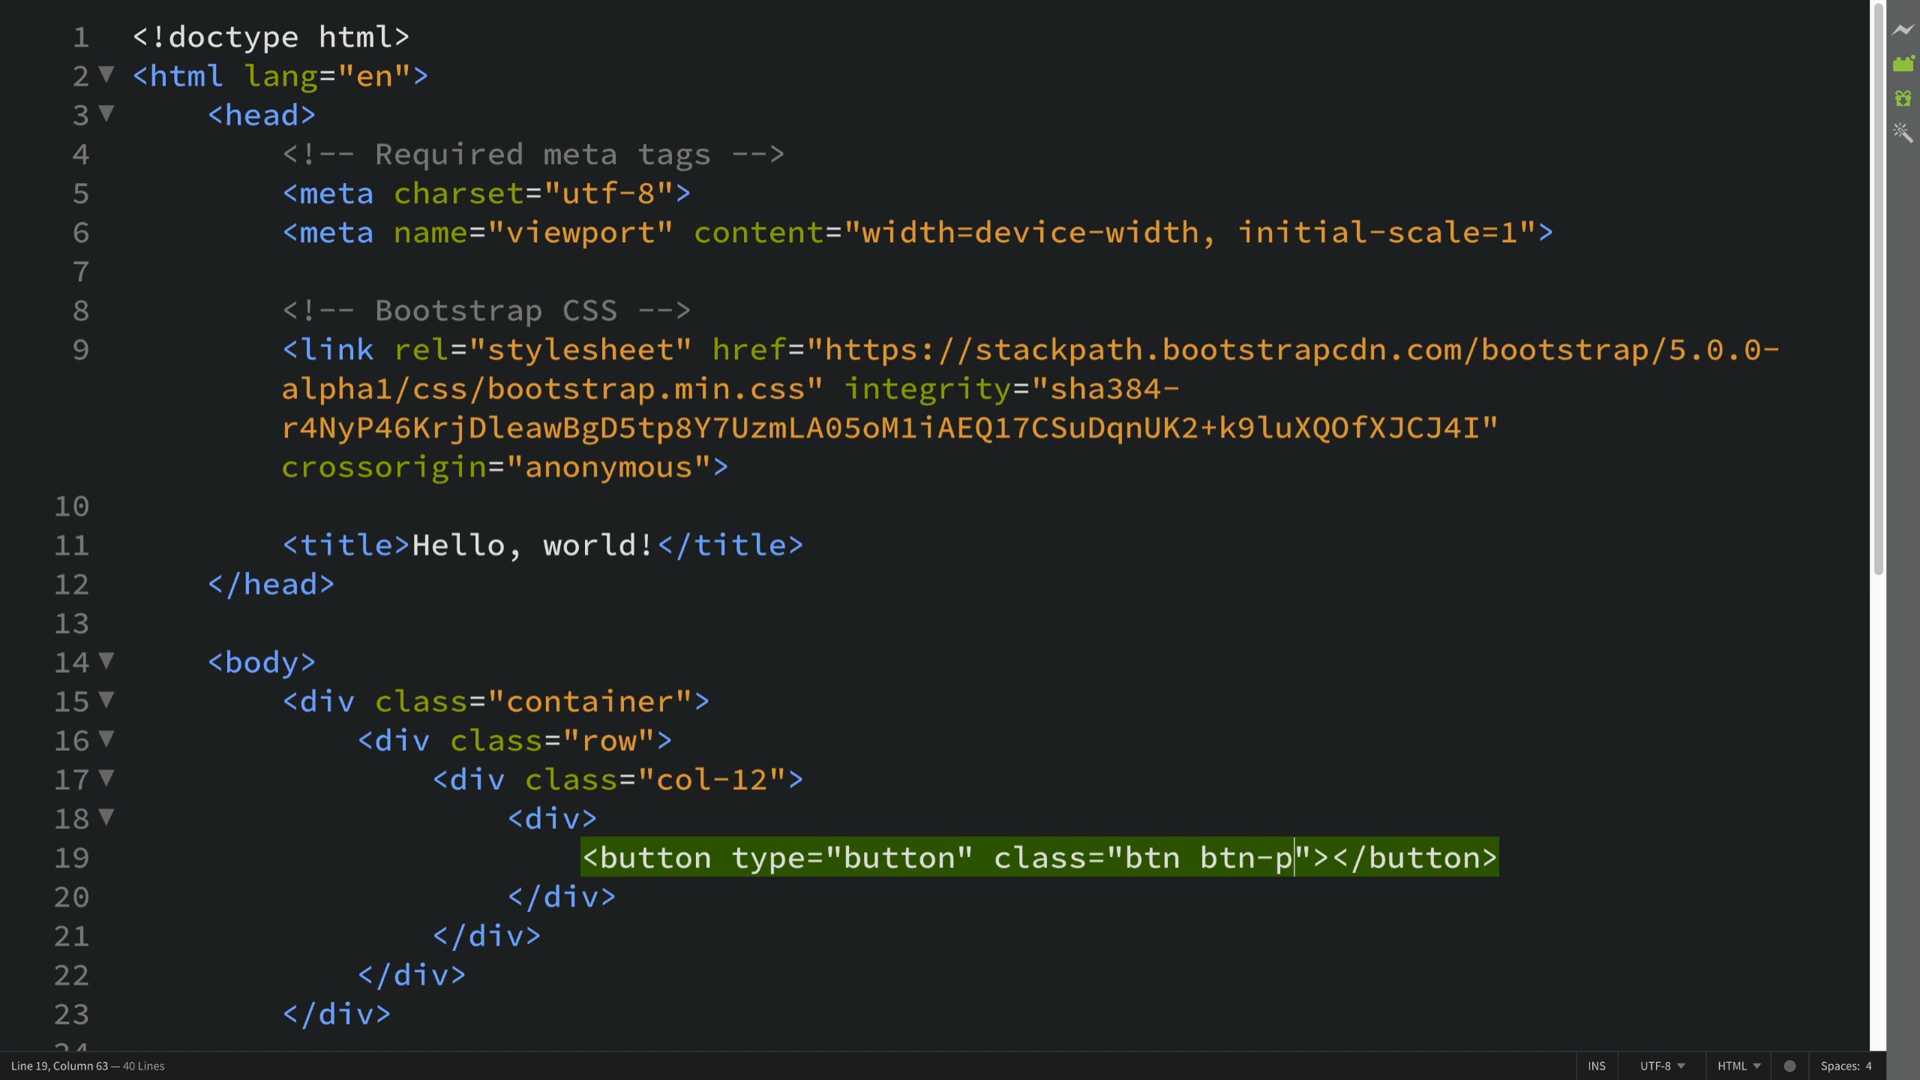 1 <!doctype html>
2 <html lang="en">
3 <head>
4 <!-- Required meta tags -->
5 <meta charset="utf-8">
6 <meta name="viewport" content="width=device-width, initial-scale=1">
7
8 <!-- Bootstrap CSS -->
9 <link rel="stylesheet" href="https://stackpath.bootstrapcdn.com/bootstrap/5.0.0-
alpha1/css/bootstrap.min.css" integrity="sha384-
r4NyP46KrjDleawBgD5tp8Y7UzmLA05oM1iAEQ17CSuDqnUK2+k9luXQOfXJCJ4I"
crossorigin="anonymous">
10
11 <title>Hello, world!</title>
12 </head>
13
14 <body>
15 <div class="container">
16 <div class="row">
17 <div class="col-12">
18 <div>
19 <button type="button" class="btn btn-p"></button>
20 </div>
21 </div>
22 </div>
23 </div>
24
Line 19, Column 63 — 40 Lines INS UTF-8 HTML Spaces: 4